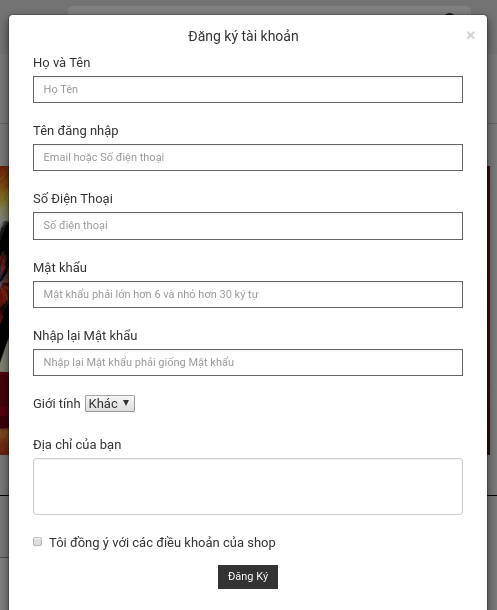 Đăng ký tài khoản ×
Họ và Tên
Họ Tên
Tên đăng nhập
Email hoặc Số điện thoại
Số Điện Thoại
Số điện thoại
Mật khẩu
Mật khẩu phải lớn hơn 6 và nhỏ hơn 30 ký tự
Nhập lại Mật khẩu
Nhập lại Mật khẩu phải giống Mật khẩu
Giới tính Khác ▼
Địa chỉ của bạn
Tôi đồng ý với các điều khoản của shop
Đăng Ký